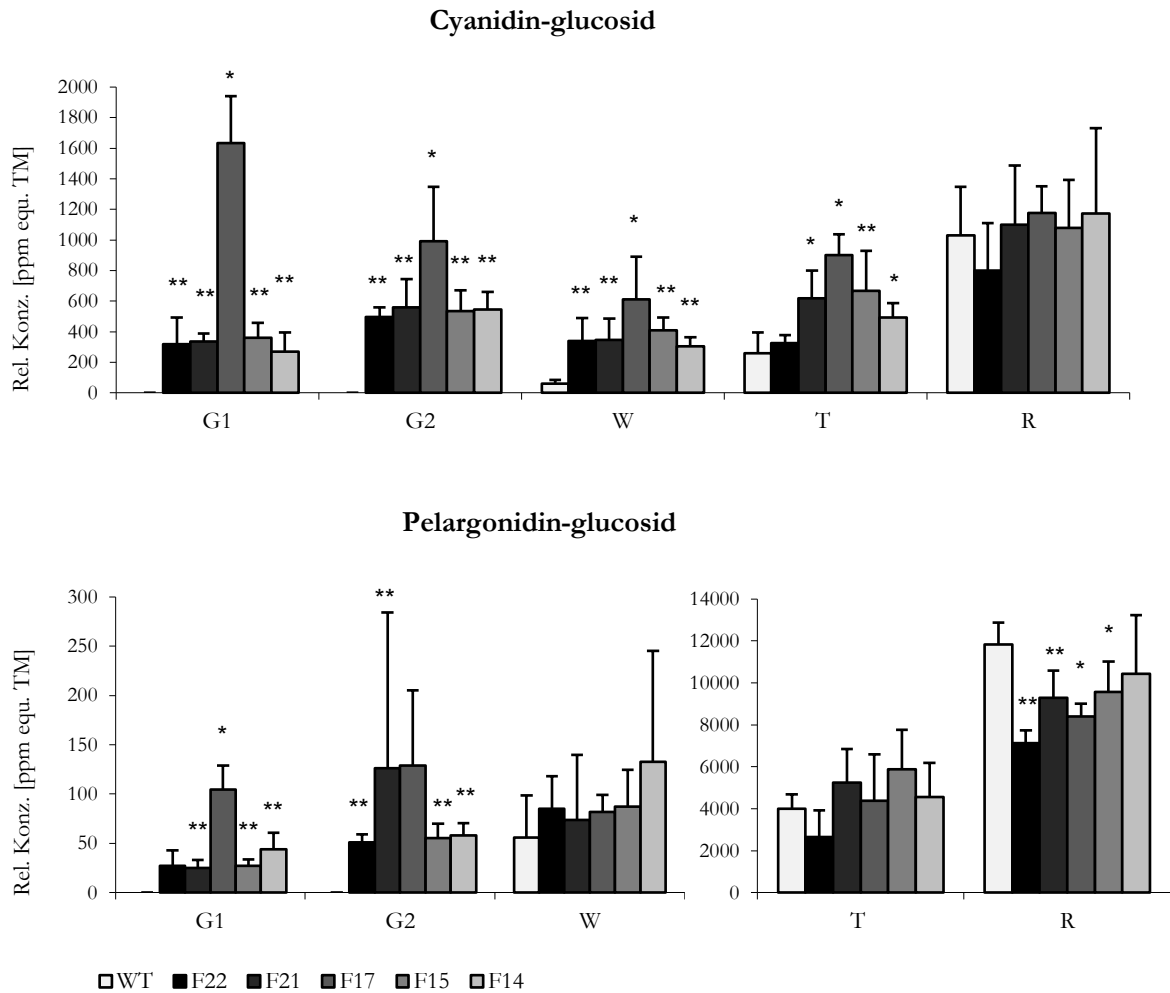 Cyanidin-glucosid
Rel. Konz. [ppm equ. TM]
2000
1800
1600
1400
1200
1000
800
600
400
200
0
** ** * ** **
** ** * ** **
** ** * ** **
* * ** *
G1 G2 W T R
Pelargonidin-glucosid
Rel. Konz. [ppm equ. TM]
300
250
200
150
100
50
0
** * ** **
** ** ** **
G1 G2 W
14000
12000
10000
8000
6000
4000
2000
0
** ** * *
T R
WT F22 F21 F17 F15 F14